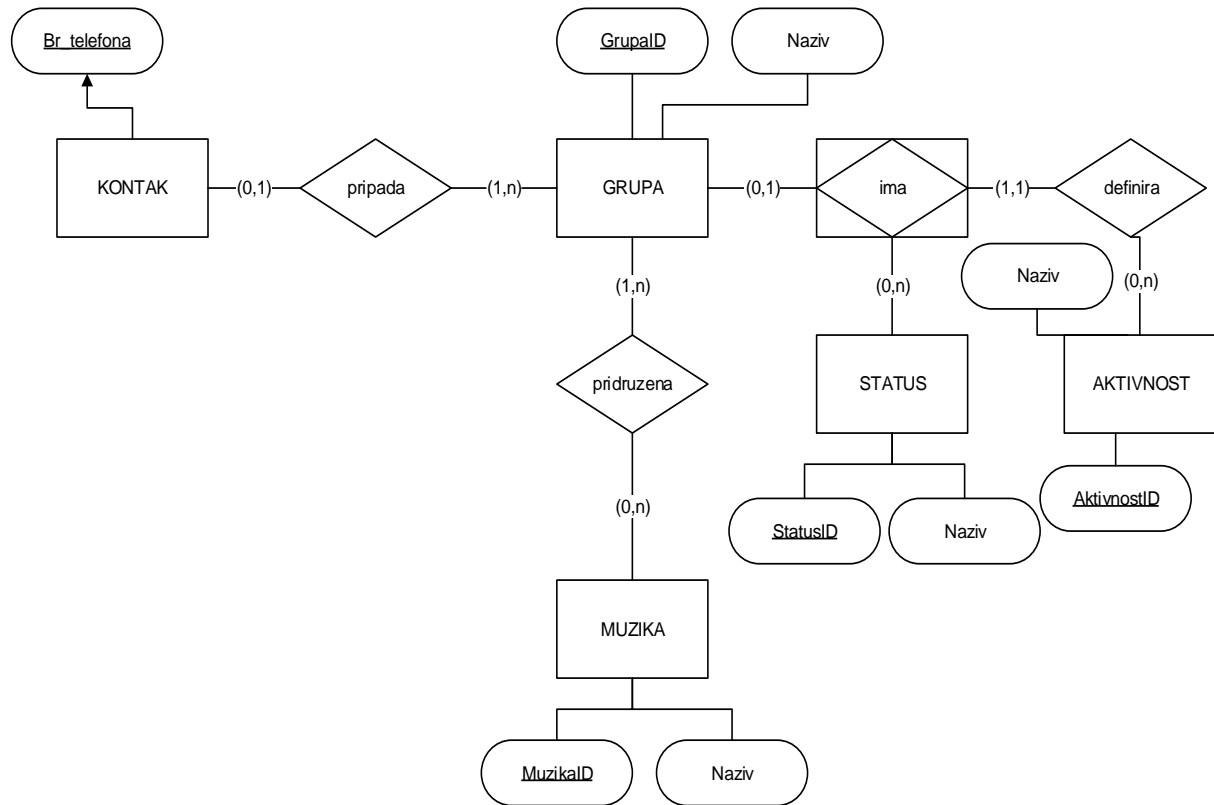 Br_telefona
GrupaID
Naziv
KONTAK
(0,1)
pripada
(1,n)
GRUPA
(0,1)
ima
(1,1)
definira
(1,n)
(0,n)
Naziv
(0,n)
pridruzena
STATUS
AKTIVNOST
(0,n)
StatusID
Naziv
AktivnostID
MUZIKA
MuzikaID
Naziv